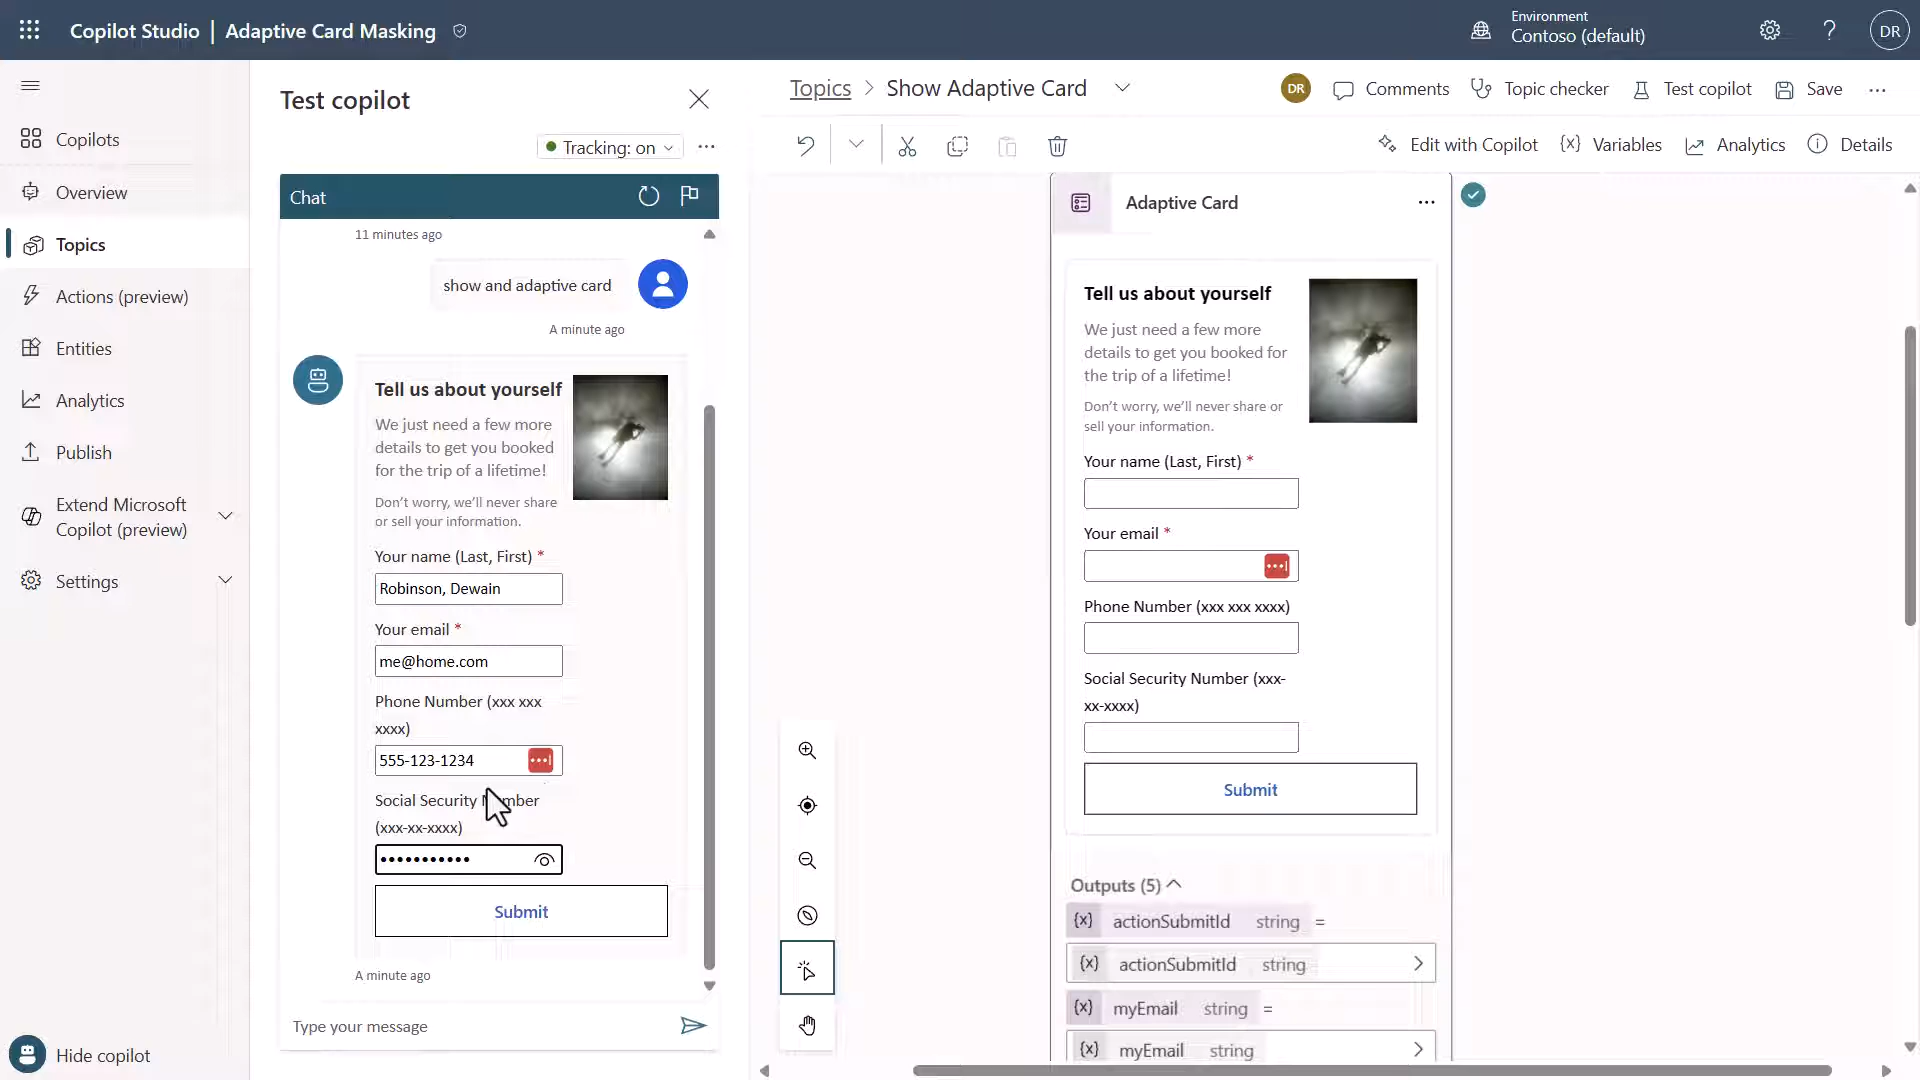 Copilot Studio | Adaptive Card Masking
Environment
Contoso (default)
DR
Copilots
Overview
Topics
Actions (preview)
Entities
Analytics
Publish
Extend Microsoft
Copilot (preview)
Settings
Hide copilot
Test copilot
Tracking: on
Chat
11 minutes ago
show and adaptive card
A minute ago
Tell us about yourself
We just need a few more
details to get you booked
for the trip of a lifetime!
Don't worry, we'll never share
or sell your information.
Your name (Last, First) *
Robinson, Dewain
Your email *
me@home.com
Phone Number (xxx xxx
xxxx)
555-123-1234
Social Security Number
(xxx-xx-xxxx)
•••••••••••
Submit
A minute ago
Type your message
Topics > Show Adaptive Card
DR
Comments
Topic checker
Test copilot
Save
Edit with Copilot
{x} Variables
Analytics
Details
Adaptive Card
Tell us about yourself
We just need a few more
details to get you booked for
the trip of a lifetime!
Don't worry, we'll never share or
sell your information.
Your name (Last, First) *
Your email *
Phone Number (xxx xxx xxxx)
Social Security Number (xxx-
xx-xxxx)
Submit
Outputs (5)
{x} actionSubmitId string =
{x} actionSubmitId string
{x} myEmail string =
{x} myEmail string